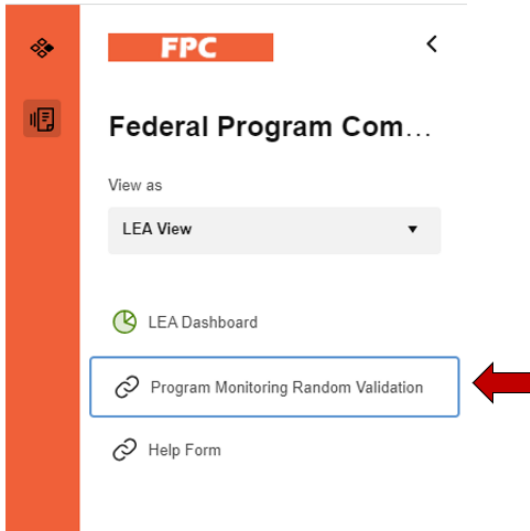 FPC
Federal Program Com...
View as
LEA View
LEA Dashboard
Program Monitoring Random Validation
Help Form